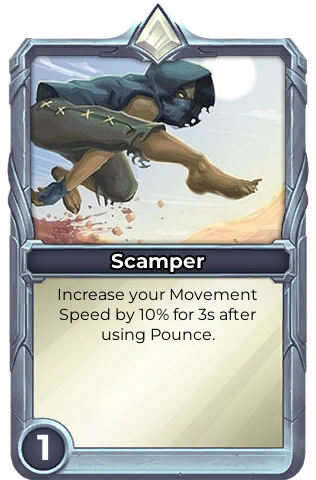 Scamper
Increase your Movement
Speed by 10% for 3s after
using Pounce.
1